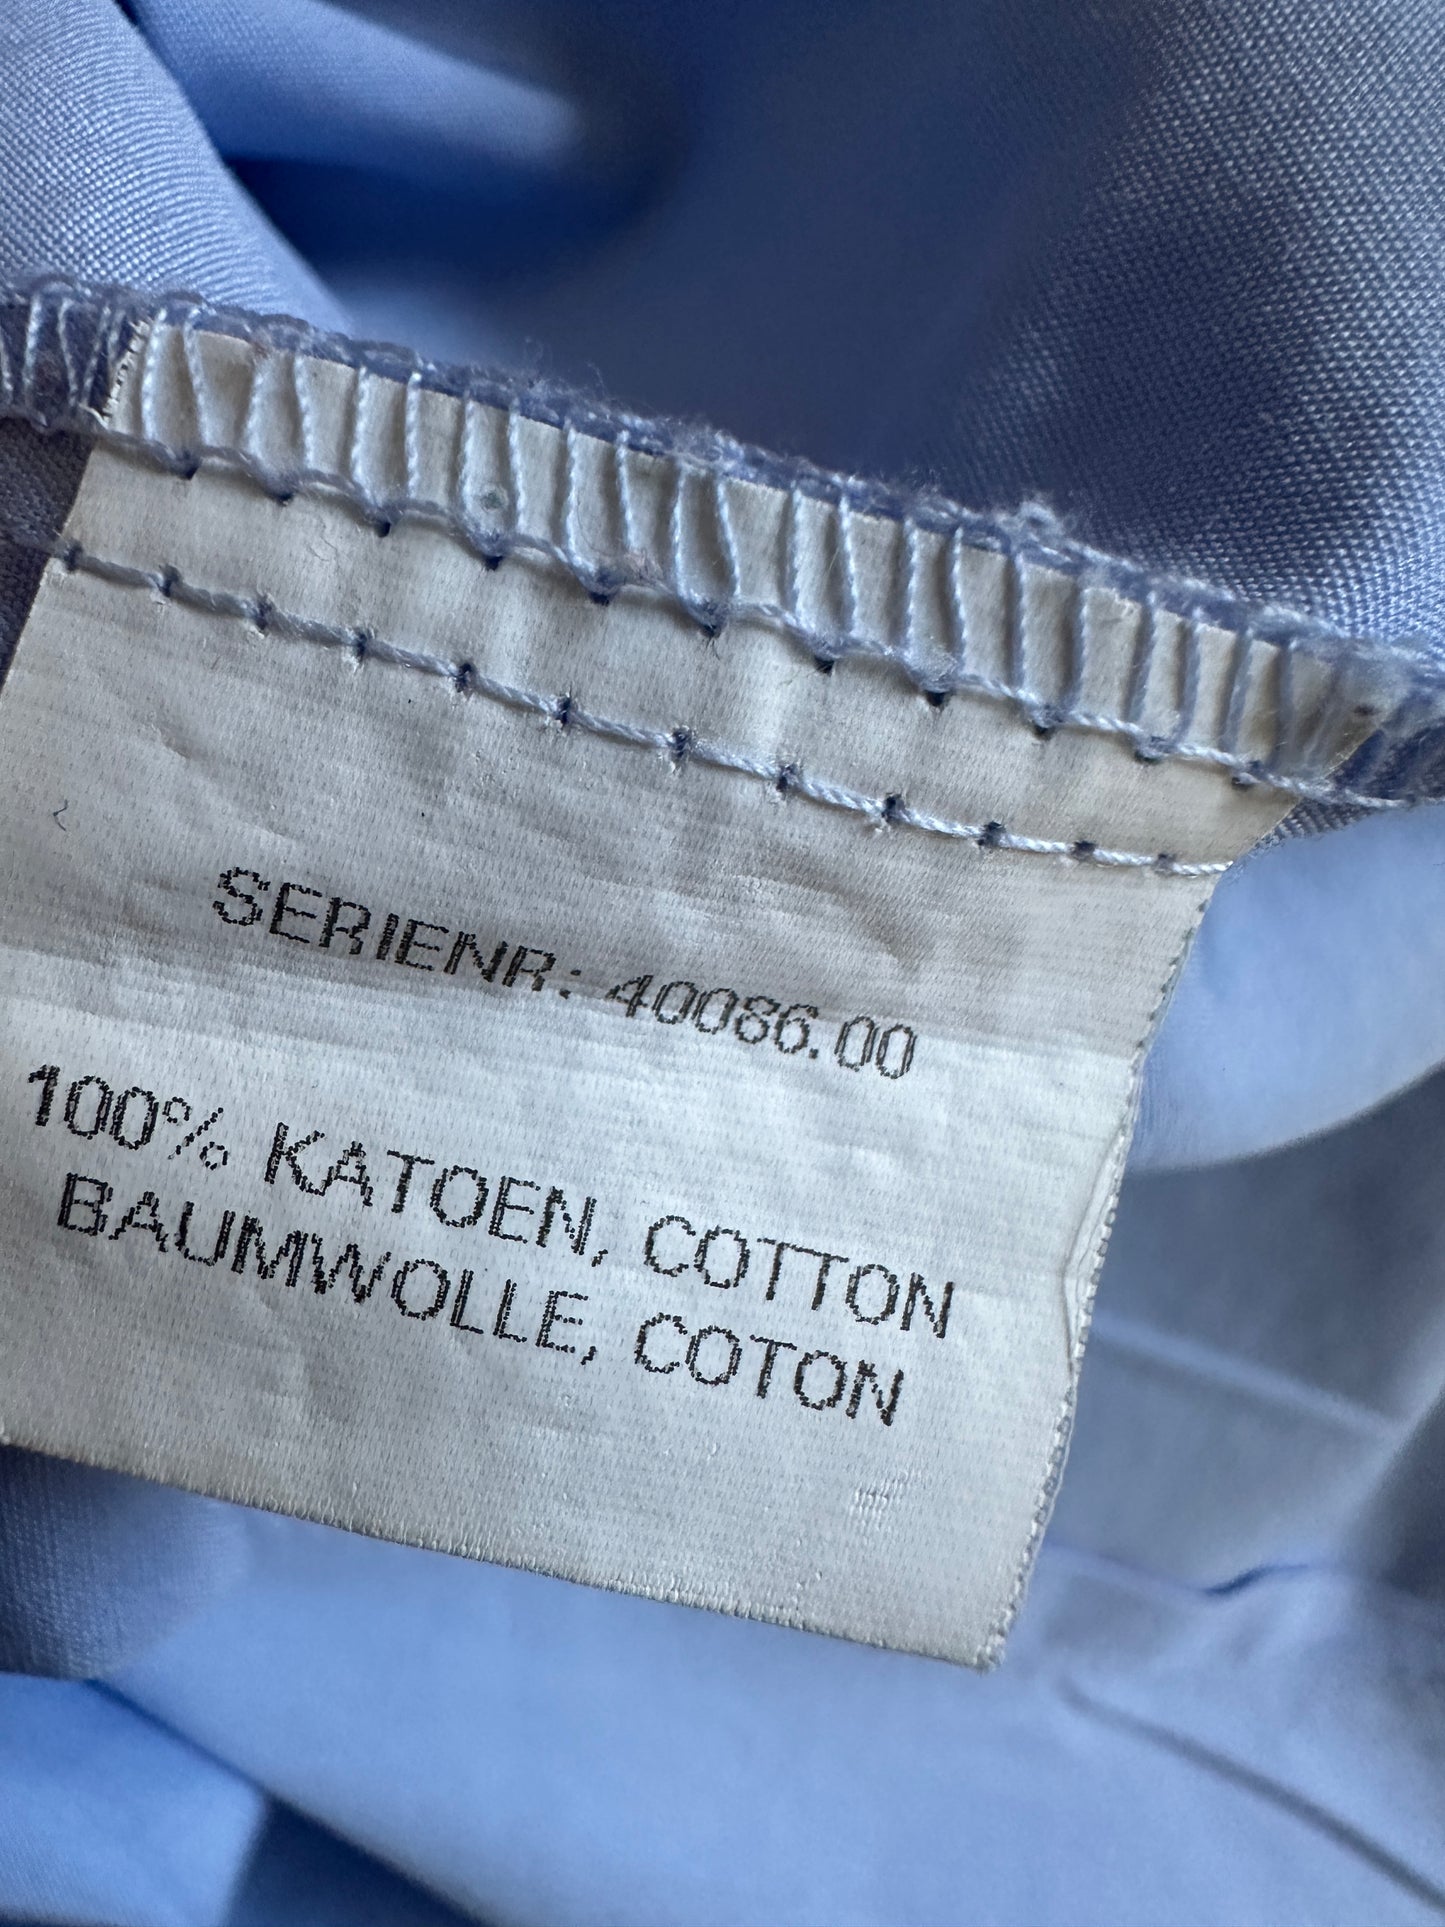 SERIENR: 40086.00
100% KATOEN, COTTON
BAUMWOLLE, COTON